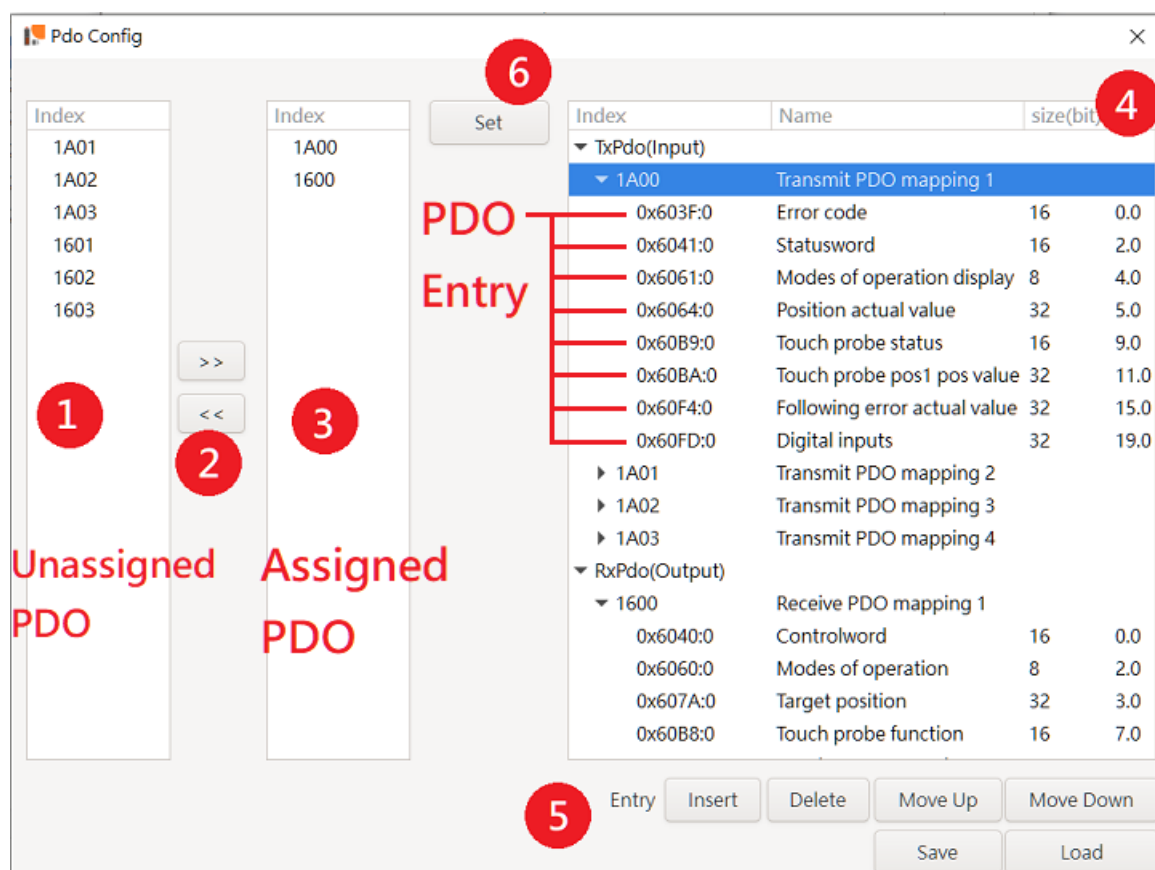 Pdo Config
6
4
Index
1A01
1A02
1A03
1601
1602
1603
1
>>
<<
2
Unassigned
PDO
Index
1A00
1600
3
Assigned
PDO
Set
PDO
Entry
Index Name size(bit)
TxPdo(Input)
1A00 Transmit PDO mapping 1
0x603F:0 Error code 16 0.0
0x6041:0 Statusword 16 2.0
0x6061:0 Modes of operation display 8 4.0
0x6064:0 Position actual value 32 5.0
0x60B9:0 Touch probe status 16 9.0
0x60BA:0 Touch probe pos1 pos value 32 11.0
0x60F4:0 Following error actual value 32 15.0
0x60FD:0 Digital inputs 32 19.0
1A01 Transmit PDO mapping 2
1A02 Transmit PDO mapping 3
1A03 Transmit PDO mapping 4
RxPdo(Output)
1600 Receive PDO mapping 1
0x6040:0 Controlword 16 0.0
0x6060:0 Modes of operation 8 2.0
0x607A:0 Target position 32 3.0
0x60B8:0 Touch probe function 16 7.0
5
Entry Insert Delete Move Up Move Down
Save Load